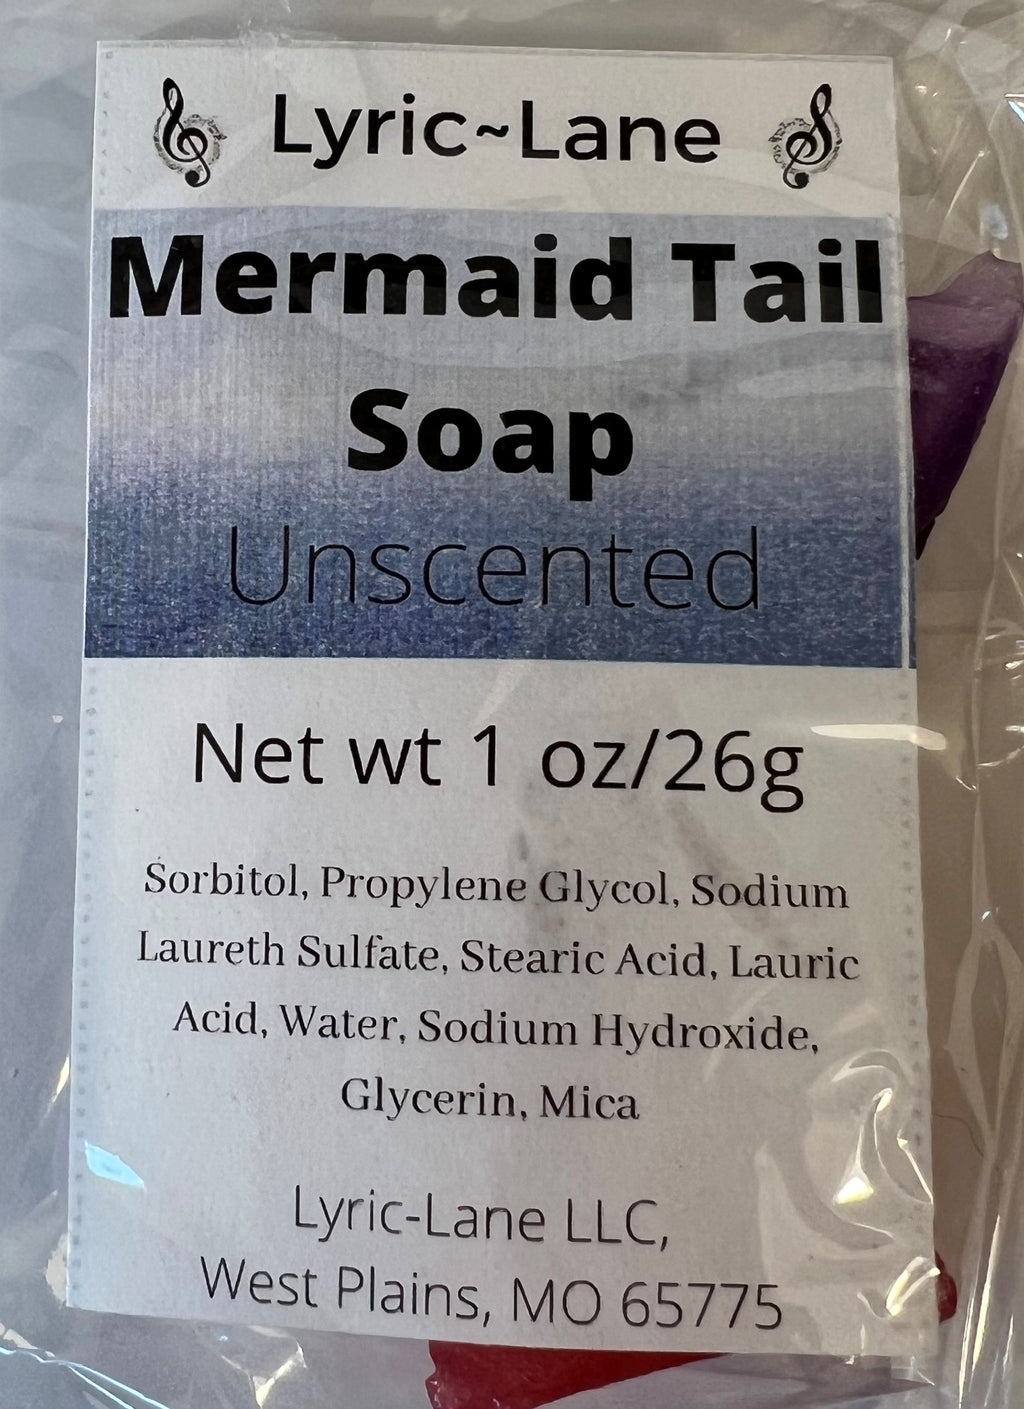 Lyric~Lane
Mermaid Tail
Soap
Unscented
Net wt 1 oz/26g
Sorbitol, Propylene Glycol, Sodium
Laureth Sulfate, Stearic Acid, Lauric
Acid, Water, Sodium Hydroxide,
Glycerin, Mica
Lyric-Lane LLC,
West Plains, MO 65775